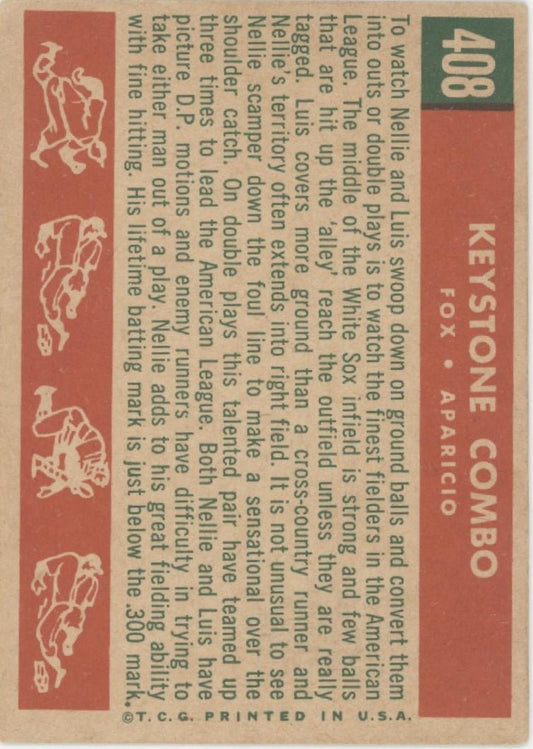 408
KEYSTONE COMBO
FOX • APARICIO
To watch Nellie and Luis swoop down on ground balls and convert them
into outs or double plays is to watch the finest fielders in the American
League. The middle of the White Sox infield is strong and few balls
that are hit up the 'alley' reach the outfield unless they are really
tagged. Luis covers more ground than a cross-country runner and
Nellie's territory often extends into right field. It is not unusual to see
Nellie scamper down the foul line to make a sensational over the
shoulder catch. On double plays this talented pair have teamed up
three times to lead the American League. Both Nellie and Luis have
picture D.P. motions and enemy runners have difficulty in trying to
take either man out of a play. Nellie adds to his great fielding ability
with fine hitting. His lifetime batting mark is just below the .300 mark.
©T.C.G. PRINTED IN U.S.A.